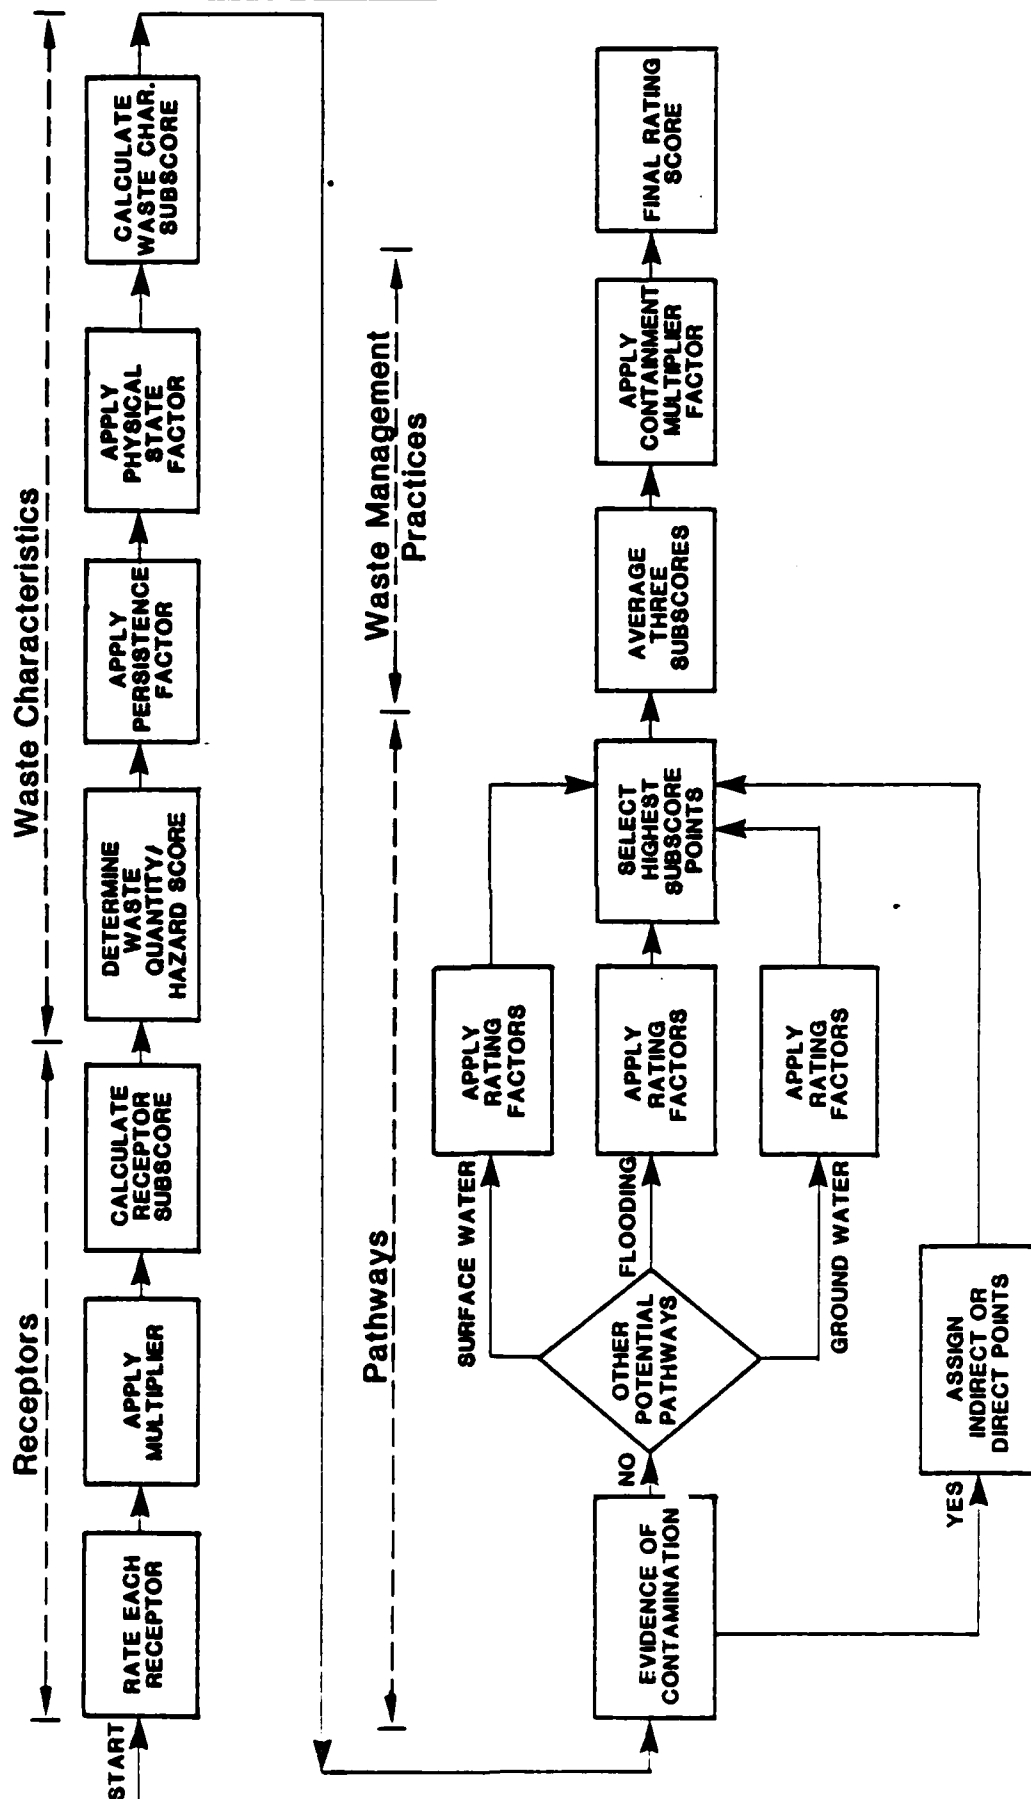 Receptors
Waste Characteristics
START
RATE EACH
RECEPTOR
APPLY
MULTIPLIER
CALCULATE
RECEPTOR
SUBSCORE
DETERMINE
WASTE
QUANTITY/
HAZARD SCORE
APPLY
PERSISTENCE
FACTOR
APPLY
PHYSICAL
STATE
FACTOR
CALCULATE
WASTE CHAR.
SUBSCORE
Pathways
Waste Management
Practices
EVIDENCE OF
CONTAMINATION
NO
YES
OTHER
POTENTIAL
PATHWAYS
SURFACE WATER
FLOODING
GROUND WATER
APPLY
RATING
FACTORS
APPLY
RATING
FACTORS
APPLY
RATING
FACTORS
ASSIGN
INDIRECT OR
DIRECT POINTS
SELECT
HIGHEST
SUBSCORE
POINTS
AVERAGE
THREE
SUBSCORES
APPLY
CONTAINMENT
MULTIPLIER
FACTOR
FINAL RATING
SCORE